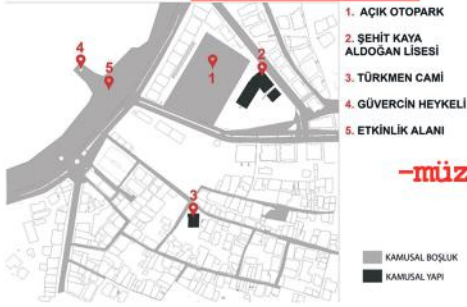 1. AÇIK OTOPARK
2. ŞEHİT KAYA
ALDOĞAN LİSESİ
3. TÜRKMEN CAMİ
4. GÜVERCİN HEYKELİ
5. ETKİNLİK ALANI
4
5
1
2
3
-müz
KAMUSAL BOŞLUK
KAMUSAL YAPI